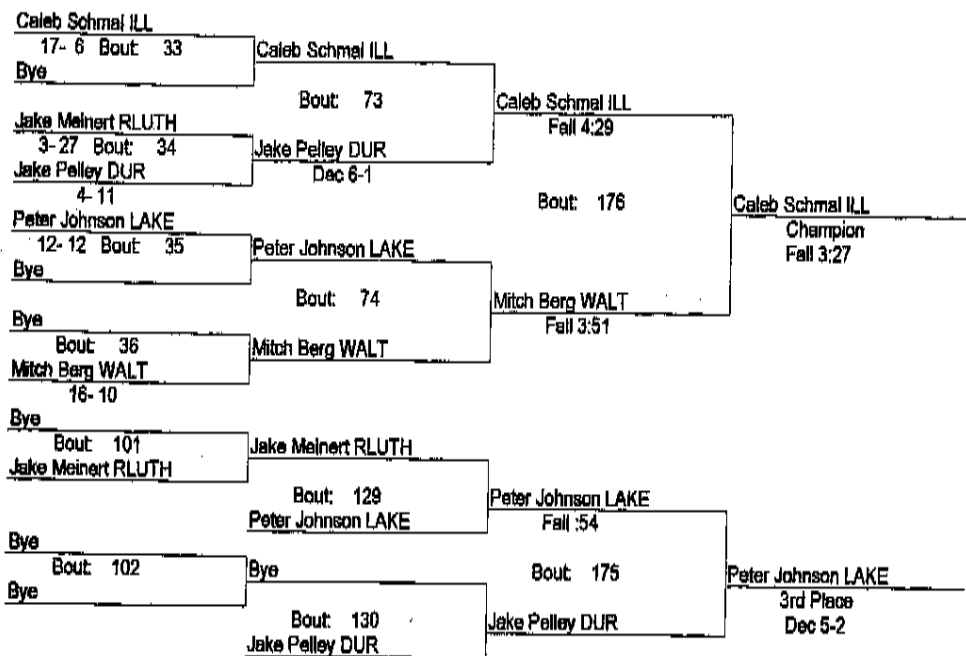 Caleb Schmal ILL
17- 6 Bout: 33
Bye
Caleb Schmal ILL
Bout: 73
Jake Meinert RLUTH
3- 27 Bout: 34
Jake Pelley DUR
4- 11
Jake Pelley DUR
Dec 6-1
Caleb Schmal ILL
Fall 4:29
Peter Johnson LAKE
12- 12 Bout: 35
Bye
Peter Johnson LAKE
Bout: 74
Bye
Bout: 36
Mitch Berg WALT
16- 10
Mitch Berg WALT
Mitch Berg WALT
Fall 3:51
Bout: 176
Caleb Schmal ILL
Champion
Fall 3:27
Bye
Bout: 101
Jake Meinert RLUTH
Jake Meinert RLUTH
Bout: 129
Peter Johnson LAKE
Peter Johnson LAKE
Fall :54
Bye
Bout: 102
Bye
Bye
Bout: 130
Jake Pelley DUR
Jake Pelley DUR
Bout: 175
Peter Johnson LAKE
3rd Place
Dec 5-2